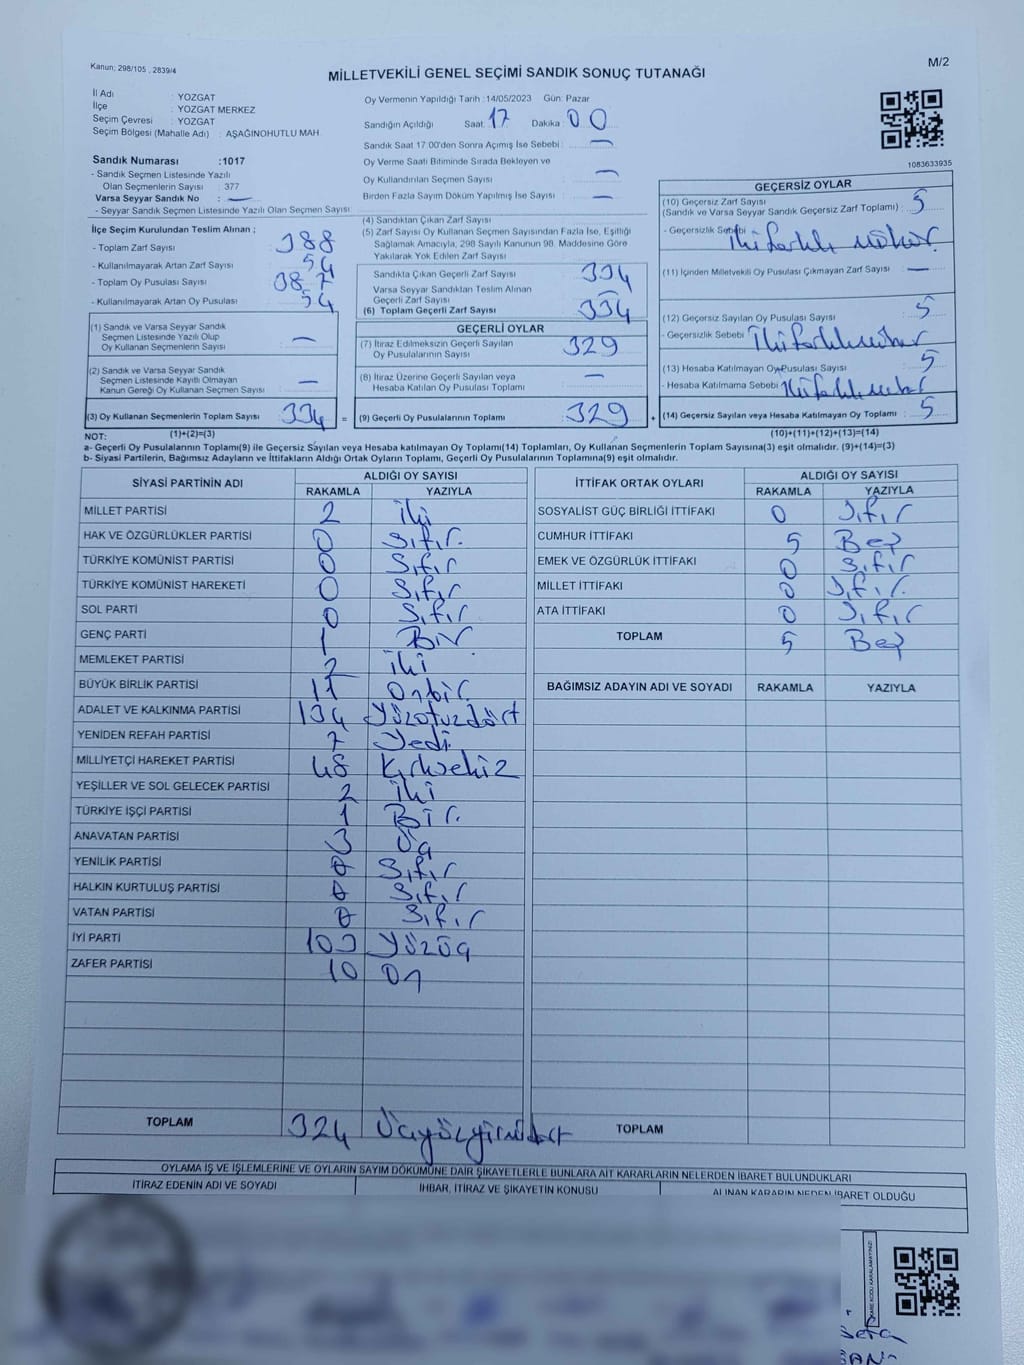 Kanun; 298/105 , 2839/4
MİLLETVEKİLİ GENEL SEÇİMİ SANDIK SONUÇ TUTANAĞI
M/2
İl Adı : YOZGAT
İlçe : YOZGAT MERKEZ
Seçim Çevresi : YOZGAT
Seçim Bölgesi (Mahalle Adı) : AŞAĞINOHUTLU MAH.
Sandık Numarası :1017
- Sandık Seçmen Listesinde Yazılı
Olan Seçmenlerin Sayısı : 377
Varsa Seyyar Sandık No : —
- Seyyar Sandık Seçmen Listesinde Yazılı Olan Seçmen Sayısı
İlçe Seçim Kurulundan Teslim Alınan ;
- Toplam Zarf Sayısı 388
- Kullanılmayarak Artan Zarf Sayısı 54
- Toplam Oy Pusulası Sayısı 387
- Kullanılmayarak Artan Oy Pusulası 54
(1) Sandık ve Varsa Seyyar Sandık
Seçmen Listesinde Yazılı Olup
Oy Kullanan Seçmenlerin Sayısı —
(2) Sandık ve Varsa Seyyar Sandık
Seçmen Listesinde Kayıtlı Olmayan
Kanun Gereği Oy Kullanan Seçmen Sayısı —
(3) Oy Kullanan Seçmenlerin Toplam Sayısı 334 =
(1)+(2)=(3)
Oy Vermenin Yapıldığı Tarih :14/05/2023 Gün: Pazar
Sandığın Açıldığı Saat: 17 Dakika: 00
Sandık Saat 17:00'den Sonra Açımış İse Sebebi : —
Oy Verme Saati Bitiminde Sırada Bekleyen ve
Oy Kullandırılan Seçmen Sayısı —
Birden Fazla Sayım Döküm Yapılmış İse Sayısı : —
(4) Sandıktan Çıkan Zarf Sayısı
(5) Zarf Sayısı Oy Kullanan Seçmen Sayısından Fazla İse, Eşitliği
Sağlamak Amacıyla, 298 Sayılı Kanunun 98. Maddesine Göre
Yakılarak Yok Edilen Zarf Sayısı
Sandıkta Çıkan Geçerli Zarf Sayısı 334
Varsa Seyyar Sandıktan Teslim Alınan
Geçerli Zarf Sayısı —
(6) Toplam Geçerli Zarf Sayısı 334
GEÇERLİ OYLAR
(7) İtiraz Edilmeksizin Geçerli Sayılan
Oy Pusulalarının Sayısı 329
(8) İtiraz Üzerine Geçerli Sayılan veya
Hesaba Katılan Oy Pusulası Toplamı —
(9) Geçerli Oy Pusulalarının Toplamı 329 +
1083633935
GEÇERSİZ OYLAR
(10) Geçersiz Zarf Sayısı
(Sandık ve Varsa Seyyar Sandık Geçersiz Zarf Toplamı) : 5
- Geçersizlik Sebebi İki farklı mühür
(11) İçinden Milletvekili Oy Pusulası Çıkmayan Zarf Sayısı —
(12) Geçersiz Sayılan Oy Pusulası Sayısı : 5
- Geçersizlik Sebebi : İki farklı mühür
(13) Hesaba Katılmayan Oy Pusulası Sayısı : 5
- Hesaba Katılmama Sebebi İki farklı mühür
(14) Geçersiz Sayılan veya Hesaba Katılmayan Oy Toplamı : 5
(10)+(11)+(12)+(13)=(14)
NOT:
a- Geçerli Oy Pusulalarının Toplamı(9) ile Geçersiz Sayılan veya Hesaba katılmayan Oy Toplamı(14) Toplamları, Oy Kullanan Seçmenlerin Toplam Sayısına(3) eşit olmalıdır. (9)+(14)=(3)
b- Siyasi Partilerin, Bağımsız Adayların ve İttifakların Aldığı Ortak Oyların Toplamı, Geçerli Oy Pusulalarının Toplamına(9) eşit olmalıdır.
SİYASİ PARTİNİN ADI ALDIĞI OY SAYISI
RAKAMLA YAZIYLA
MİLLET PARTİSİ 2 İki
HAK VE ÖZGÜRLÜKLER PARTİSİ 0 Sıfır.
TÜRKİYE KOMÜNİST PARTİSİ 0 Sıfır
TÜRKİYE KOMÜNİST HAREKETİ 0 Sıfır
SOL PARTİ 0 Sıfır
GENÇ PARTİ 1 Bir
MEMLEKET PARTİSİ 2 İki
BÜYÜK BİRLİK PARTİSİ 11 Onbir.
ADALET VE KALKINMA PARTİSİ 134 Yüzotuzdört
YENİDEN REFAH PARTİSİ 7 Yedi
MİLLİYETÇİ HAREKET PARTİSİ 48 Kırksekiz
YEŞİLLER VE SOL GELECEK PARTİSİ 2 İki
TÜRKİYE İŞÇİ PARTİSİ 1 Bir.
ANAVATAN PARTİSİ 3 Üç
YENİLİK PARTİSİ 0 Sıfır
HALKIN KURTULUŞ PARTİSİ 0 Sıfır
VATAN PARTİSİ 0 Sıfır
İYİ PARTİ 103 Yüzüç
ZAFER PARTİSİ 10 On
TOPLAM 324 Üçyüzyirmidört
İTTİFAK ORTAK OYLARI ALDIĞI OY SAYISI
RAKAMLA YAZIYLA
SOSYALİST GÜÇ BİRLİĞİ İTTİFAKI 0 Sıfır
CUMHUR İTTİFAKI 5 Beş
EMEK VE ÖZGÜRLÜK İTTİFAKI 0 Sıfır
MİLLET İTTİFAKI 0 Sıfır.
ATA İTTİFAKI 0 Sıfır
TOPLAM 5 Beş
BAĞIMSIZ ADAYIN ADI VE SOYADI RAKAMLA YAZIYLA
TOPLAM
OYLAMA İŞ VE İŞLEMLERİNE VE OYLARIN SAYIM DÖKÜMÜNE DAİR ŞİKAYETLERLE BUNLARA AİT KARARLARIN NELERDEN İBARET BULUNDUKLARI
İTİRAZ EDENİN ADI VE SOYADI İHBAR, İTİRAZ VE ŞİKAYETİN KONUSU ALINAN KARARIN NEDEN İBARET OLDUĞU
KARE KODU KARALAMAYINIZ!